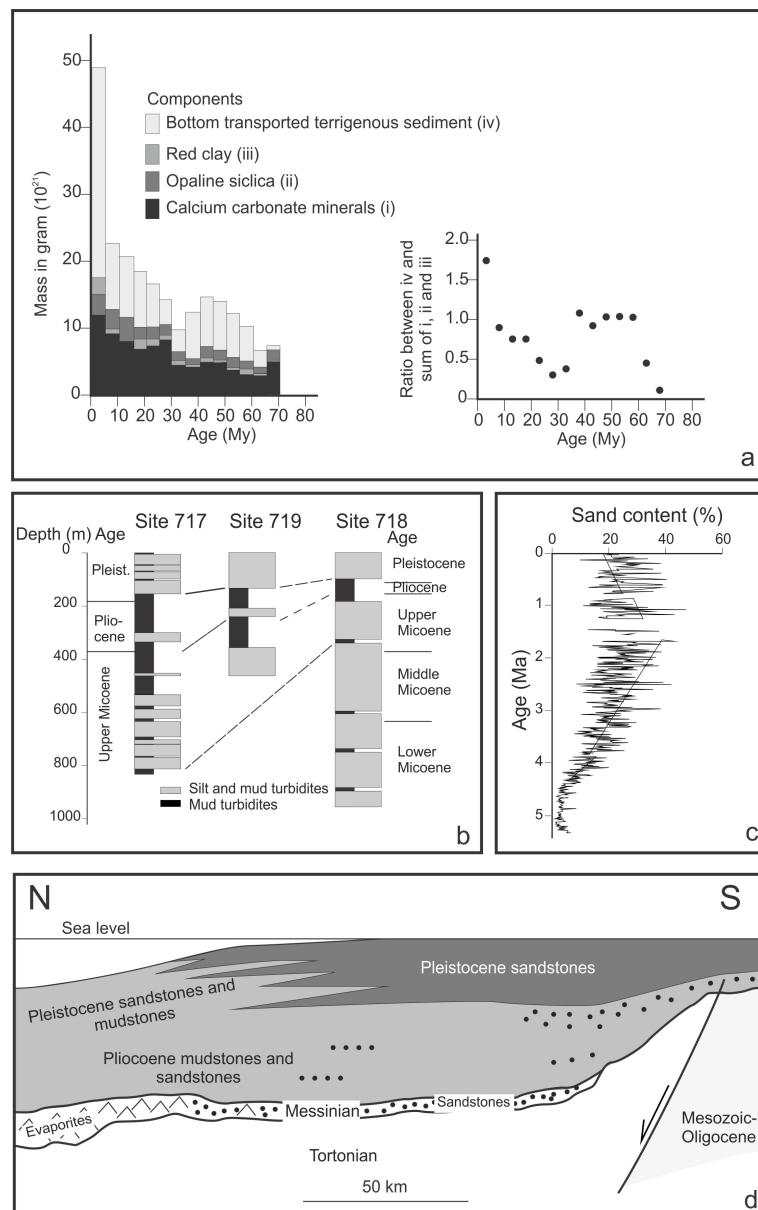 50
40
30
20
10
0
Mass in gram (10²¹)
Components
Bottom transported terrigenous sediment (iv)
Red clay (iii)
Opaline siclica (ii)
Calcium carbonate minerals (i)
0 10 20 30 40 50 60 70 80
Age (My)
2.0
1.5
1.0
0.5
0
Ratio between iv and
sum of i, ii and iii
0 10 20 30 40 50 60 70 80
Age (My)
a
Site 717 Site 719 Site 718
Depth (m) Age
Age
0
200
400
600
800
1000
Pleist.
Plio-
cene
Upper Micoene
Pleistocene
Pliocene
Upper
Micoene
Middle
Micoene
Lower
Micoene
Silt and mud turbidites
Mud turbidites
b
Sand content (%)
0 20 40 60
0
1
2
3
4
5
Age (Ma)
c
N S
Sea level
Pleistocene sandstones
Pleistocene sandstones and
mudstones
Pliocoene mudstones and
sandstones
Evaporites
Messinian
Sandstones
Mesozoic-
Oligocene
Tortonian
50 km
d